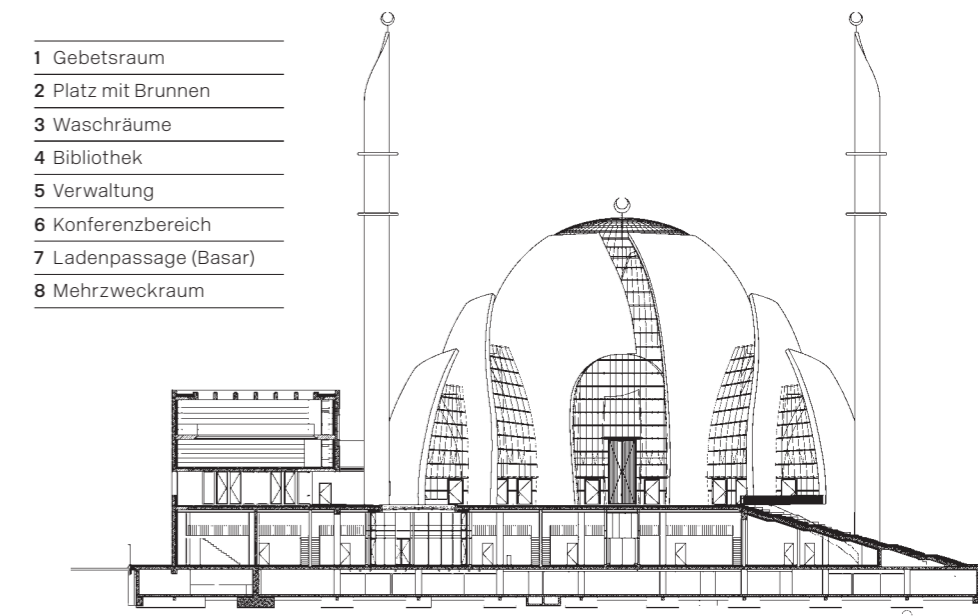 1 Gebetsraum
2 Platz mit Brunnen
3 Waschräume
4 Bibliothek
5 Verwaltung
6 Konferenzbereich
7 Ladenpassage (Basar)
8 Mehrzweckraum